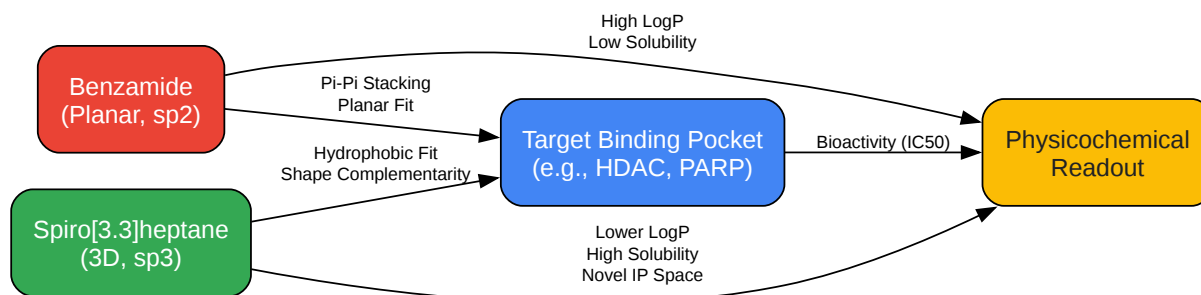 High LogP
Low Solubility
Benzamide
(Planar, sp2)
Pi-Pi Stacking
Planar Fit
Target Binding Pocket
(e.g., HDAC, PARP)
Bioactivity (IC50)
Physicochemical
Readout
Hydrophobic Fit
Shape Complementarity
Spiro[3.3]heptane
(3D, sp3)
Lower LogP
High Solubility
Novel IP Space